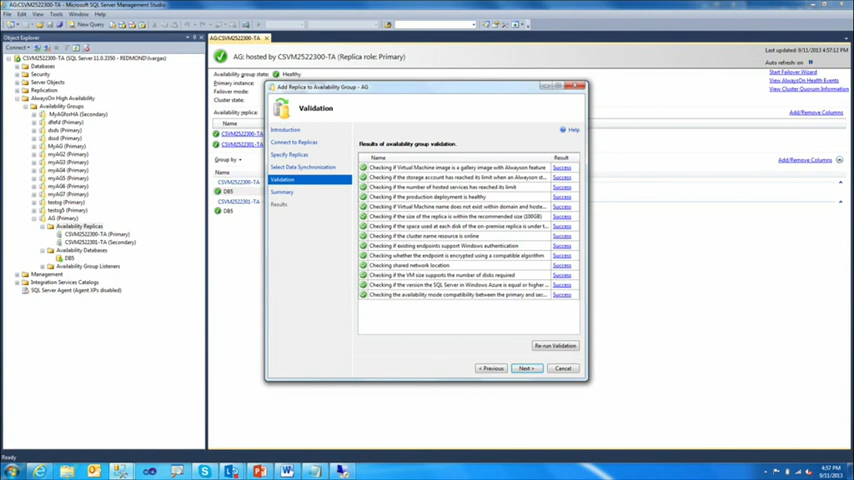 AG:CSVM2522300-TA - Microsoft SQL Server Management Studio
File Edit View Tools Window Help
New Query
Object Explorer
Connect
CSVM2522300-TA (SQL Server 11.0.3350 - REDMOND\tvargas)
Databases
Security
Server Objects
Replication
AlwaysOn High Availability
Availability Groups
MyAGforHA (Secondary)
dfefd (Primary)
dsds (Primary)
dssd (Primary)
MyAG (Primary)
myAG2 (Primary)
myAG3 (Primary)
myAG4 (Primary)
myAG5 (Primary)
myAG6 (Primary)
myAG7 (Primary)
testsg (Primary)
testsg5 (Primary)
AG (Primary)
Availability Replicas
CSVM2522300-TA (Primary)
CSVM2522301-TA (Secondary)
Availability Databases
DB5
Availability Group Listeners
Management
Integration Services Catalogs
SQL Server Agent (Agent XPs disabled)
AG:CSVM2522300-TA
AG: hosted by CSVM2522300-TA (Replica role: Primary)
Last updated: 9/11/2013 4:57:12 PM
Auto refresh: on
Availability group state: Healthy
Primary instance:
Failover mode:
Cluster state:
Start Failover Wizard
View AlwaysOn Health Events
View Cluster Quorum Information
Availability replica:
Add/Remove Columns
Name
CSVM2522300-TA
CSVM2522301-TA
Group by
Add/Remove Columns
Name
CSVM2522300-TA
DB5
CSVM2522301-TA
DB5
Add Replica to Availability Group - AG
Validation
Introduction
Connect to Replicas
Specify Replicas
Select Data Synchronization
Validation
Summary
Results
Help
Results of availability group validation.
Name Result
Checking if Virtual Machine image is a gallery image with Alwayson feature Success
Checking if the storage account has reached its limit when an Alwayson st... Success
Checking if the number of hosted services has reached its limit Success
Checking if the production deployment is healthy Success
Checking if Virtual Machine name does not exist within domain and hoste... Success
Checking if the size of the replica is within the recommended size (100GB) Success
Checking if the space used at each disk of the on-premise replica is under t... Success
Checking if the cluster name resource is online Success
Checking if existing endpoints support Windows authentication Success
Checking whether the endpoint is encrypted using a compatible algorithm Success
Checking shared network location Success
Checking if the VM size supports the number of disks required Success
Checking if the version the SQL Server in Windows Azure is equal or higher ... Success
Checking the availability mode compatibility between the primary and sec... Success
Re-run Validation
< Previous
Next >
Cancel
Ready
4:57 PM
9/11/2013